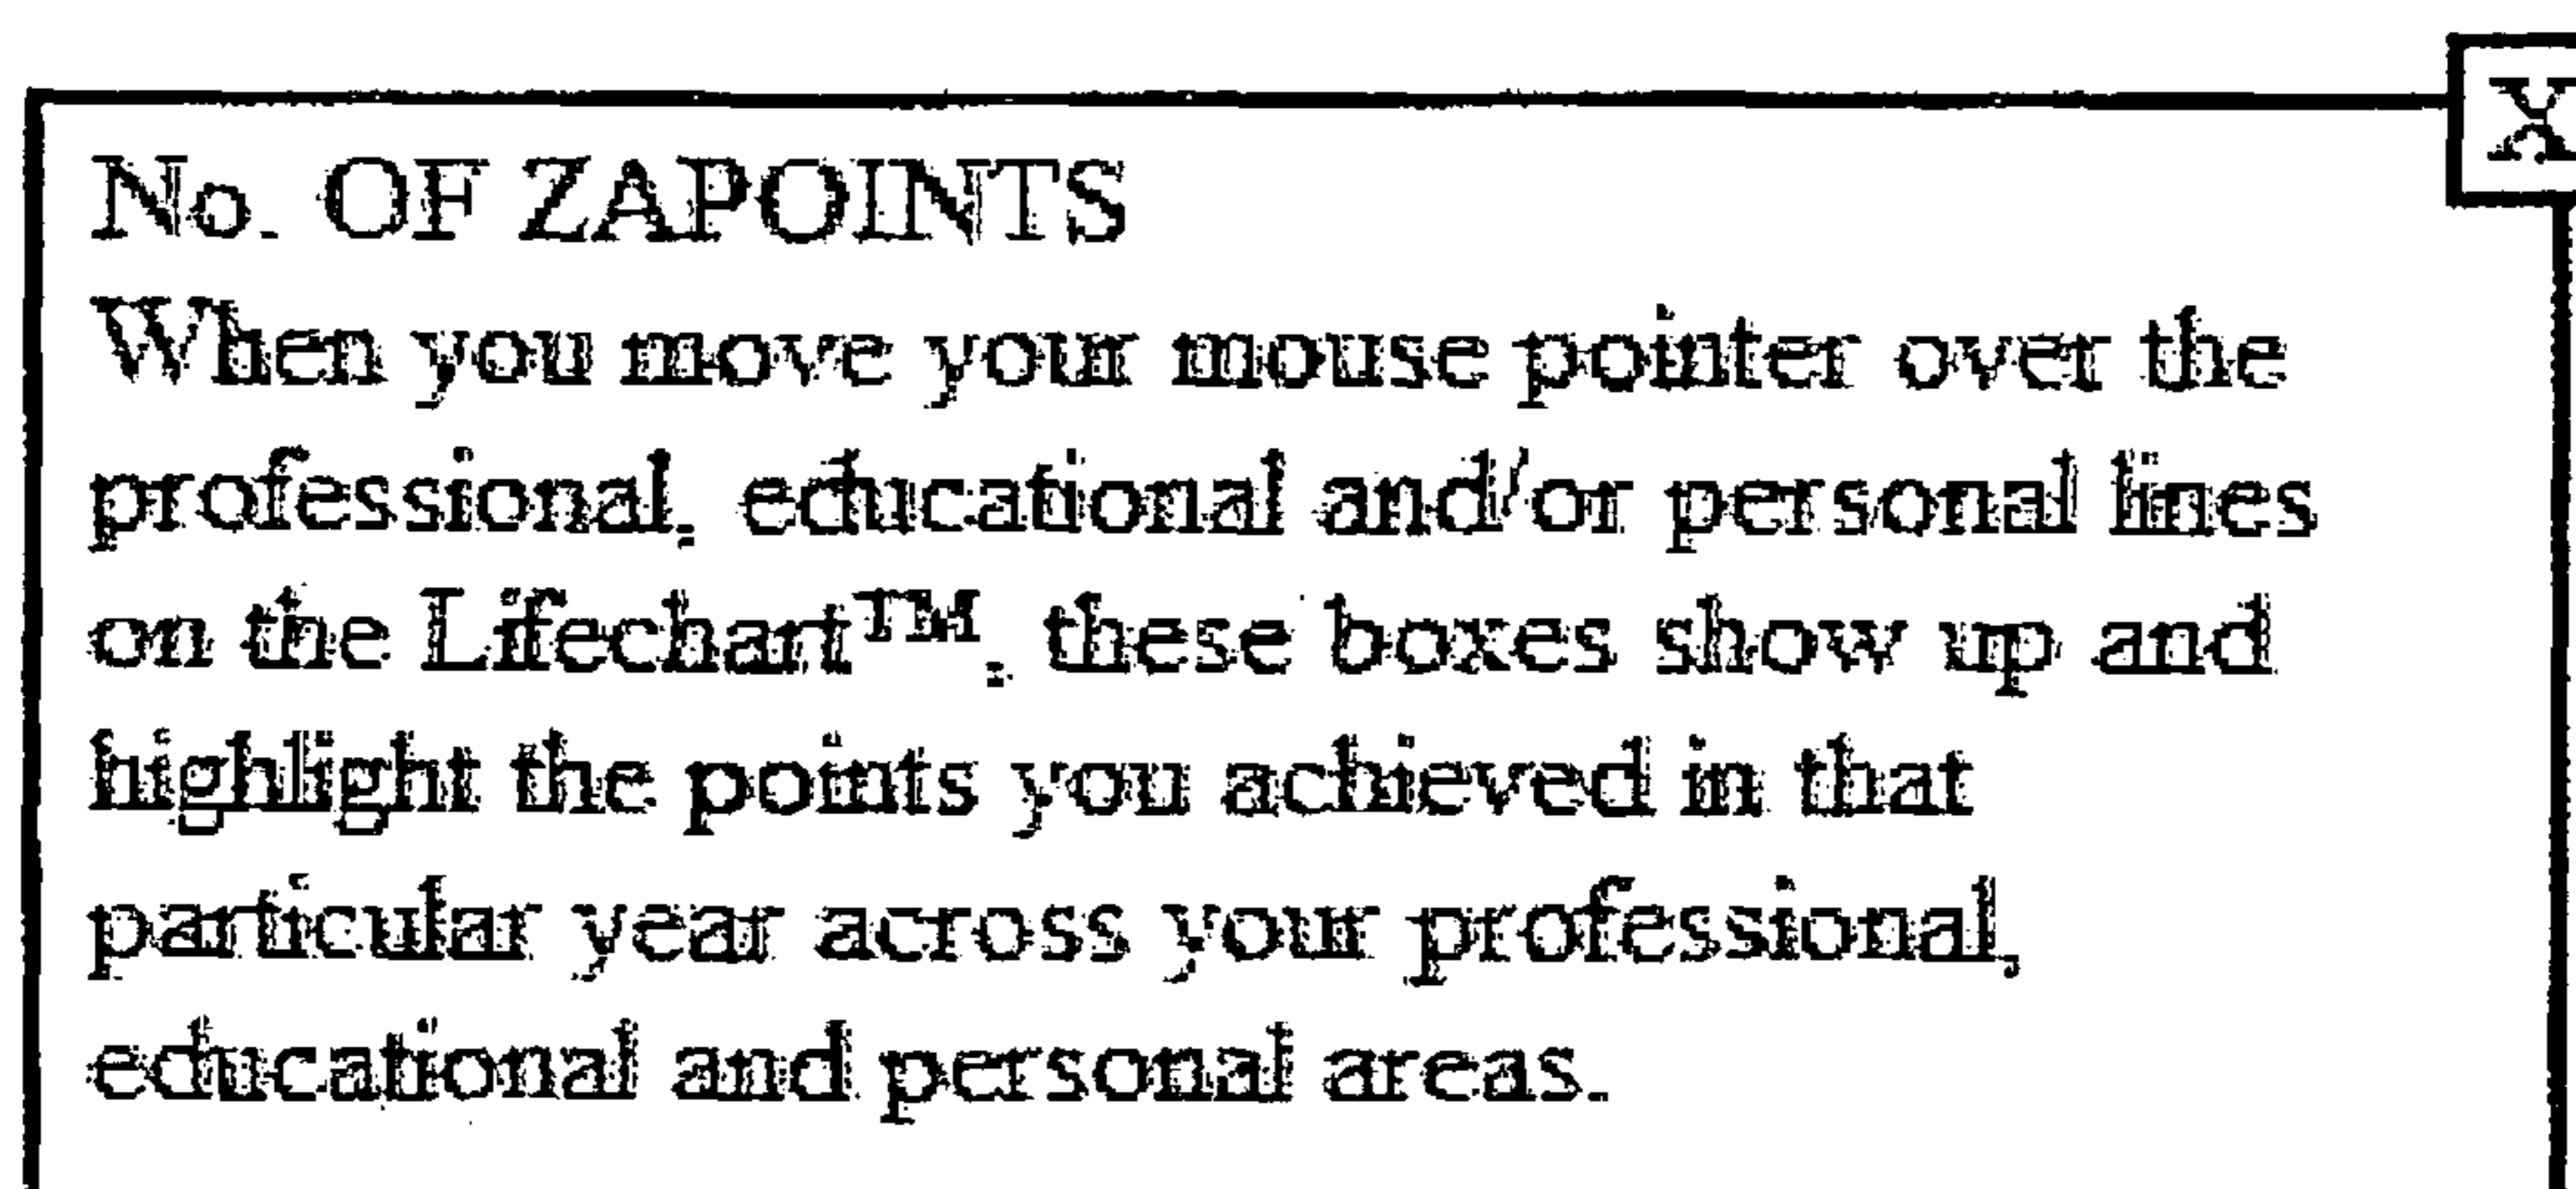 X
No. OF ZAPOINTS
When you move your mouse pointer over the
professional, educational and/or personal lines
on the Lifechart™, these boxes show up and
highlight the points you achieved in that
particular year across your professional,
educational and personal areas.